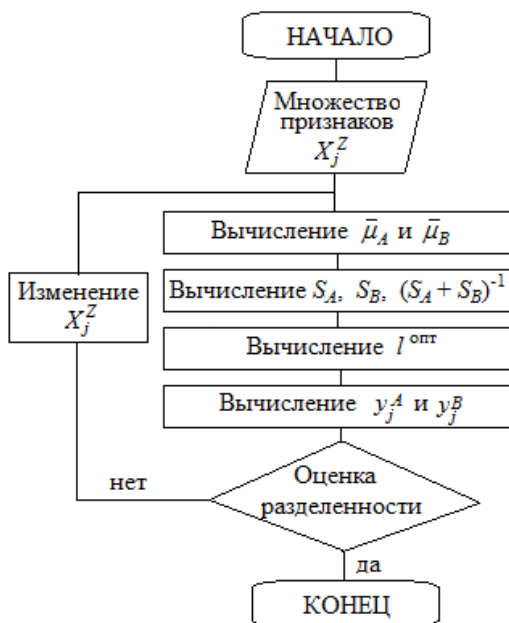 НАЧАЛО
Множество
признаков
X_j^Z
Вычисление μ̄_A и μ̄_B
Изменение
X_j^Z
Вычисление S_A, S_B, (S_A + S_B)^-1
Вычисление l^опт
Вычисление y_j^A и y_j^B
Оценка
разделенности
нет
да
КОНЕЦ